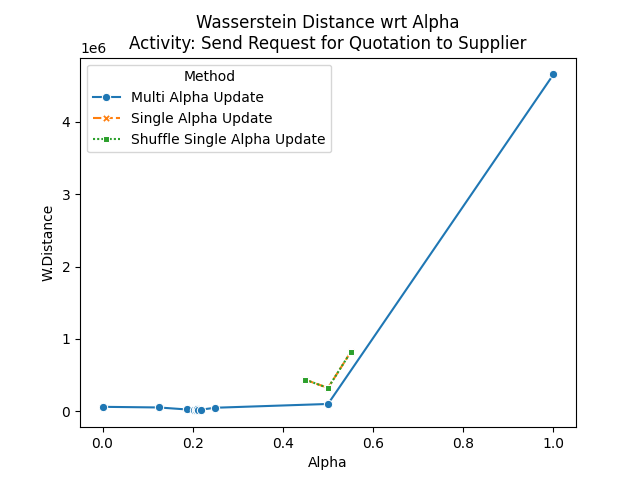 Wasserstein Distance wrt Alpha
Activity: Send Request for Quotation to Supplier
1e6
Method
Multi Alpha Update
Single Alpha Update
Shuffle Single Alpha Update
4
3
2
1
0
W.Distance
0.0 0.2 0.4 0.6 0.8 1.0
Alpha